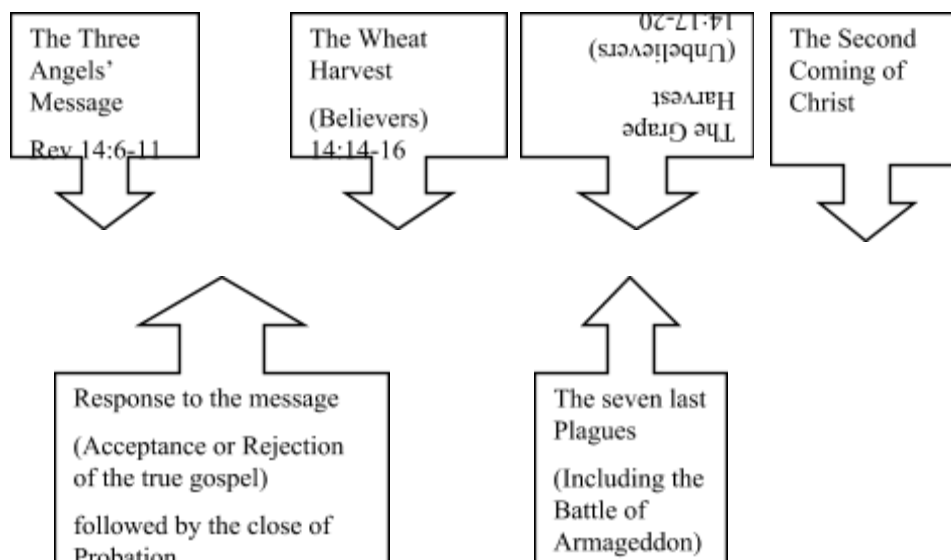 The Three
Angels’
Message
Rev 14:6-11
The Wheat
Harvest
(Believers)
14:14-16
The Grape
Harvest
(Unbelievers)
14:17-20
The Second
Coming of
Christ
Response to the message
(Acceptance or Rejection
of the true gospel)
followed by the close of
Probation
The seven last
Plagues
(Including the
Battle of
Armageddon)